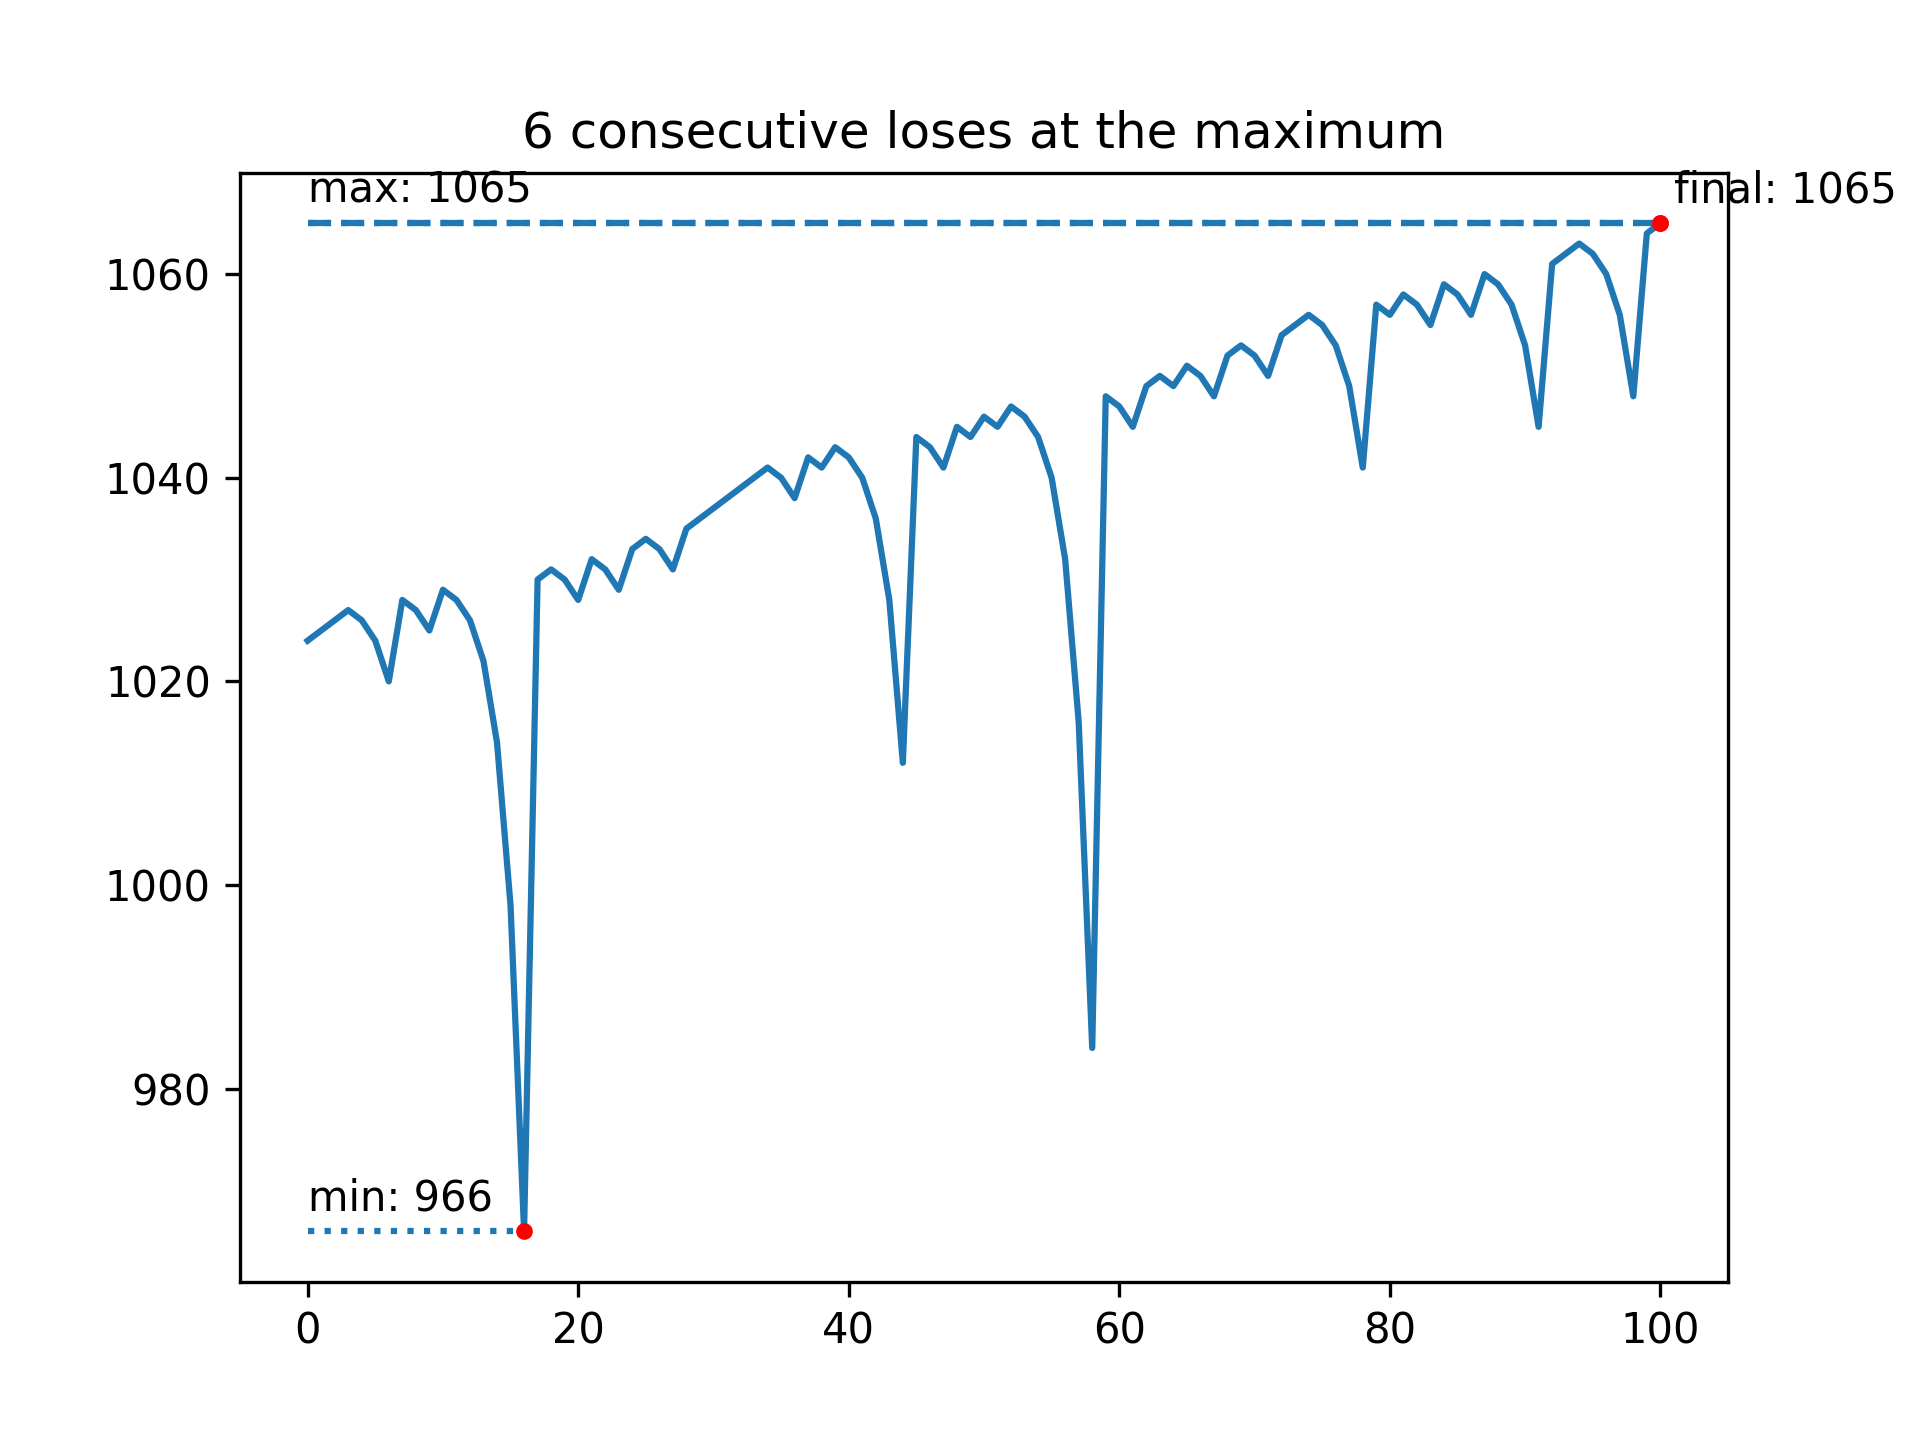 6 consecutive loses at the maximum
max: 1065
final: 1065
1060
1040
1020
1000
980
min: 966
0 20 40 60 80 100